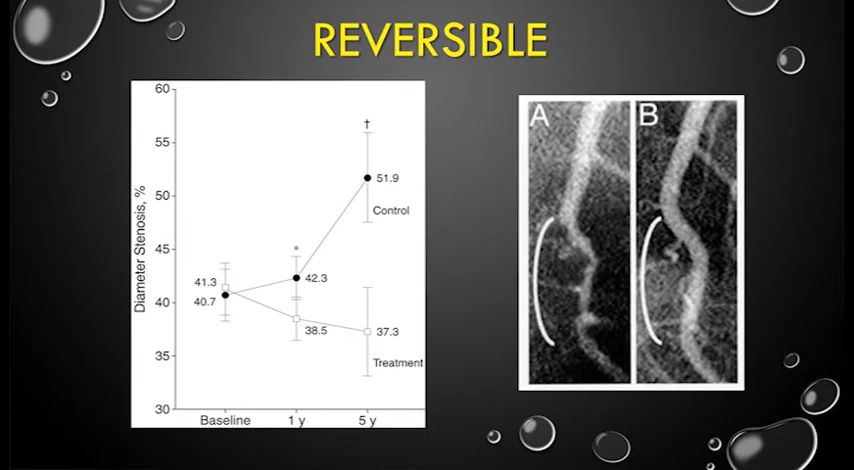 REVERSIBLE
60
55
50
45
40
35
30
Diameter Stenosis, %
†
51.9
Control
*
41.3
40.7
42.3
38.5
37.3
Treatment
Baseline 1 y 5 y
A B